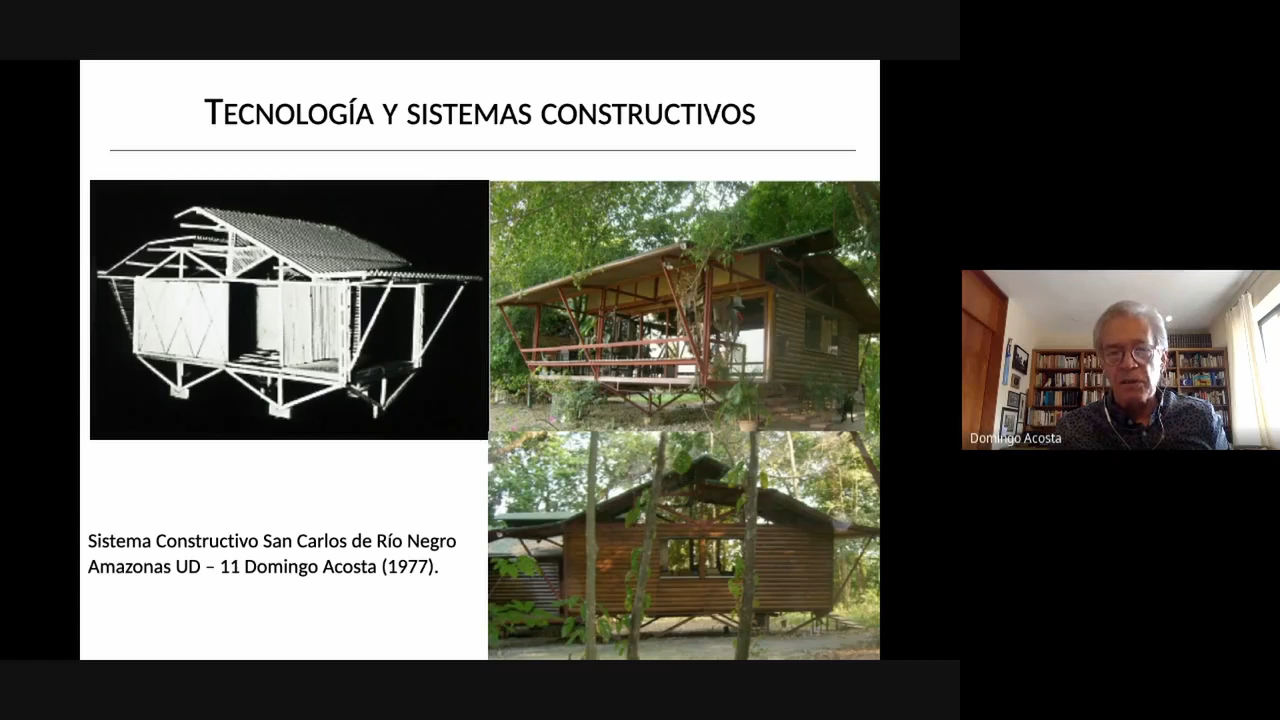 Tecnología y sistemas constructivos
Sistema Constructivo San Carlos de Río Negro
Amazonas UD – 11 Domingo Acosta (1977).
Domingo Acosta